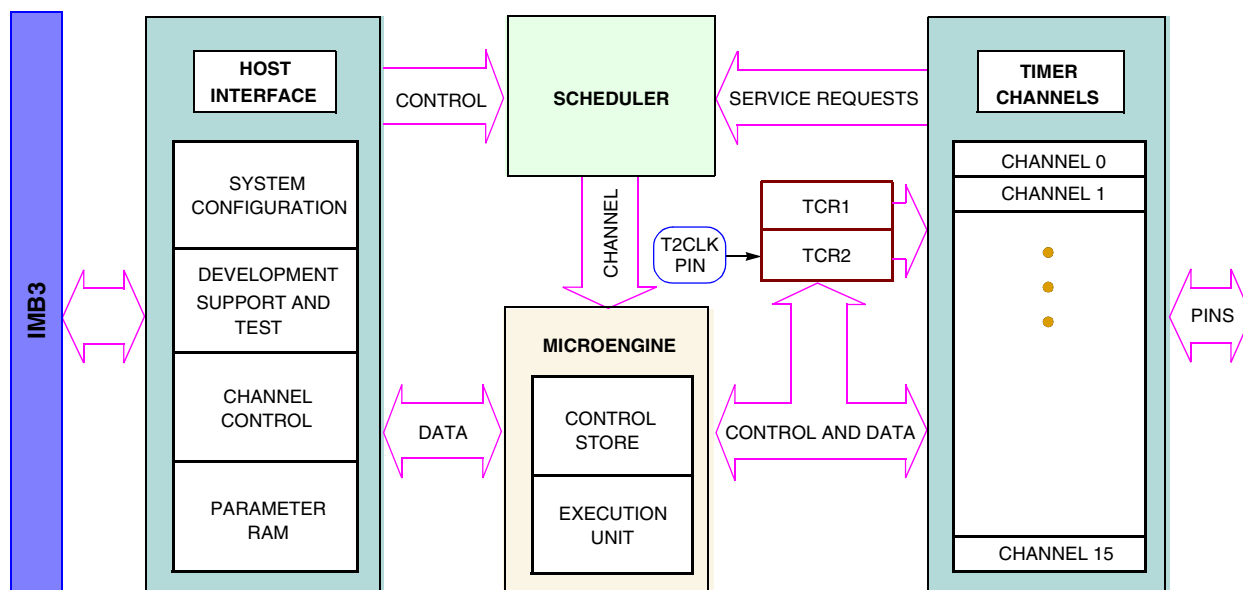 IMB3
HOST
INTERFACE
SYSTEM
CONFIGURATION
DEVELOPMENT
SUPPORT AND
TEST
CHANNEL
CONTROL
PARAMETER
RAM
CONTROL
SCHEDULER
SERVICE REQUESTS
CHANNEL
T2CLK
PIN
TCR1
TCR2
DATA
MICROENGINE
CONTROL
STORE
EXECUTION
UNIT
CONTROL AND DATA
TIMER
CHANNELS
CHANNEL 0
CHANNEL 1
CHANNEL 15
PINS